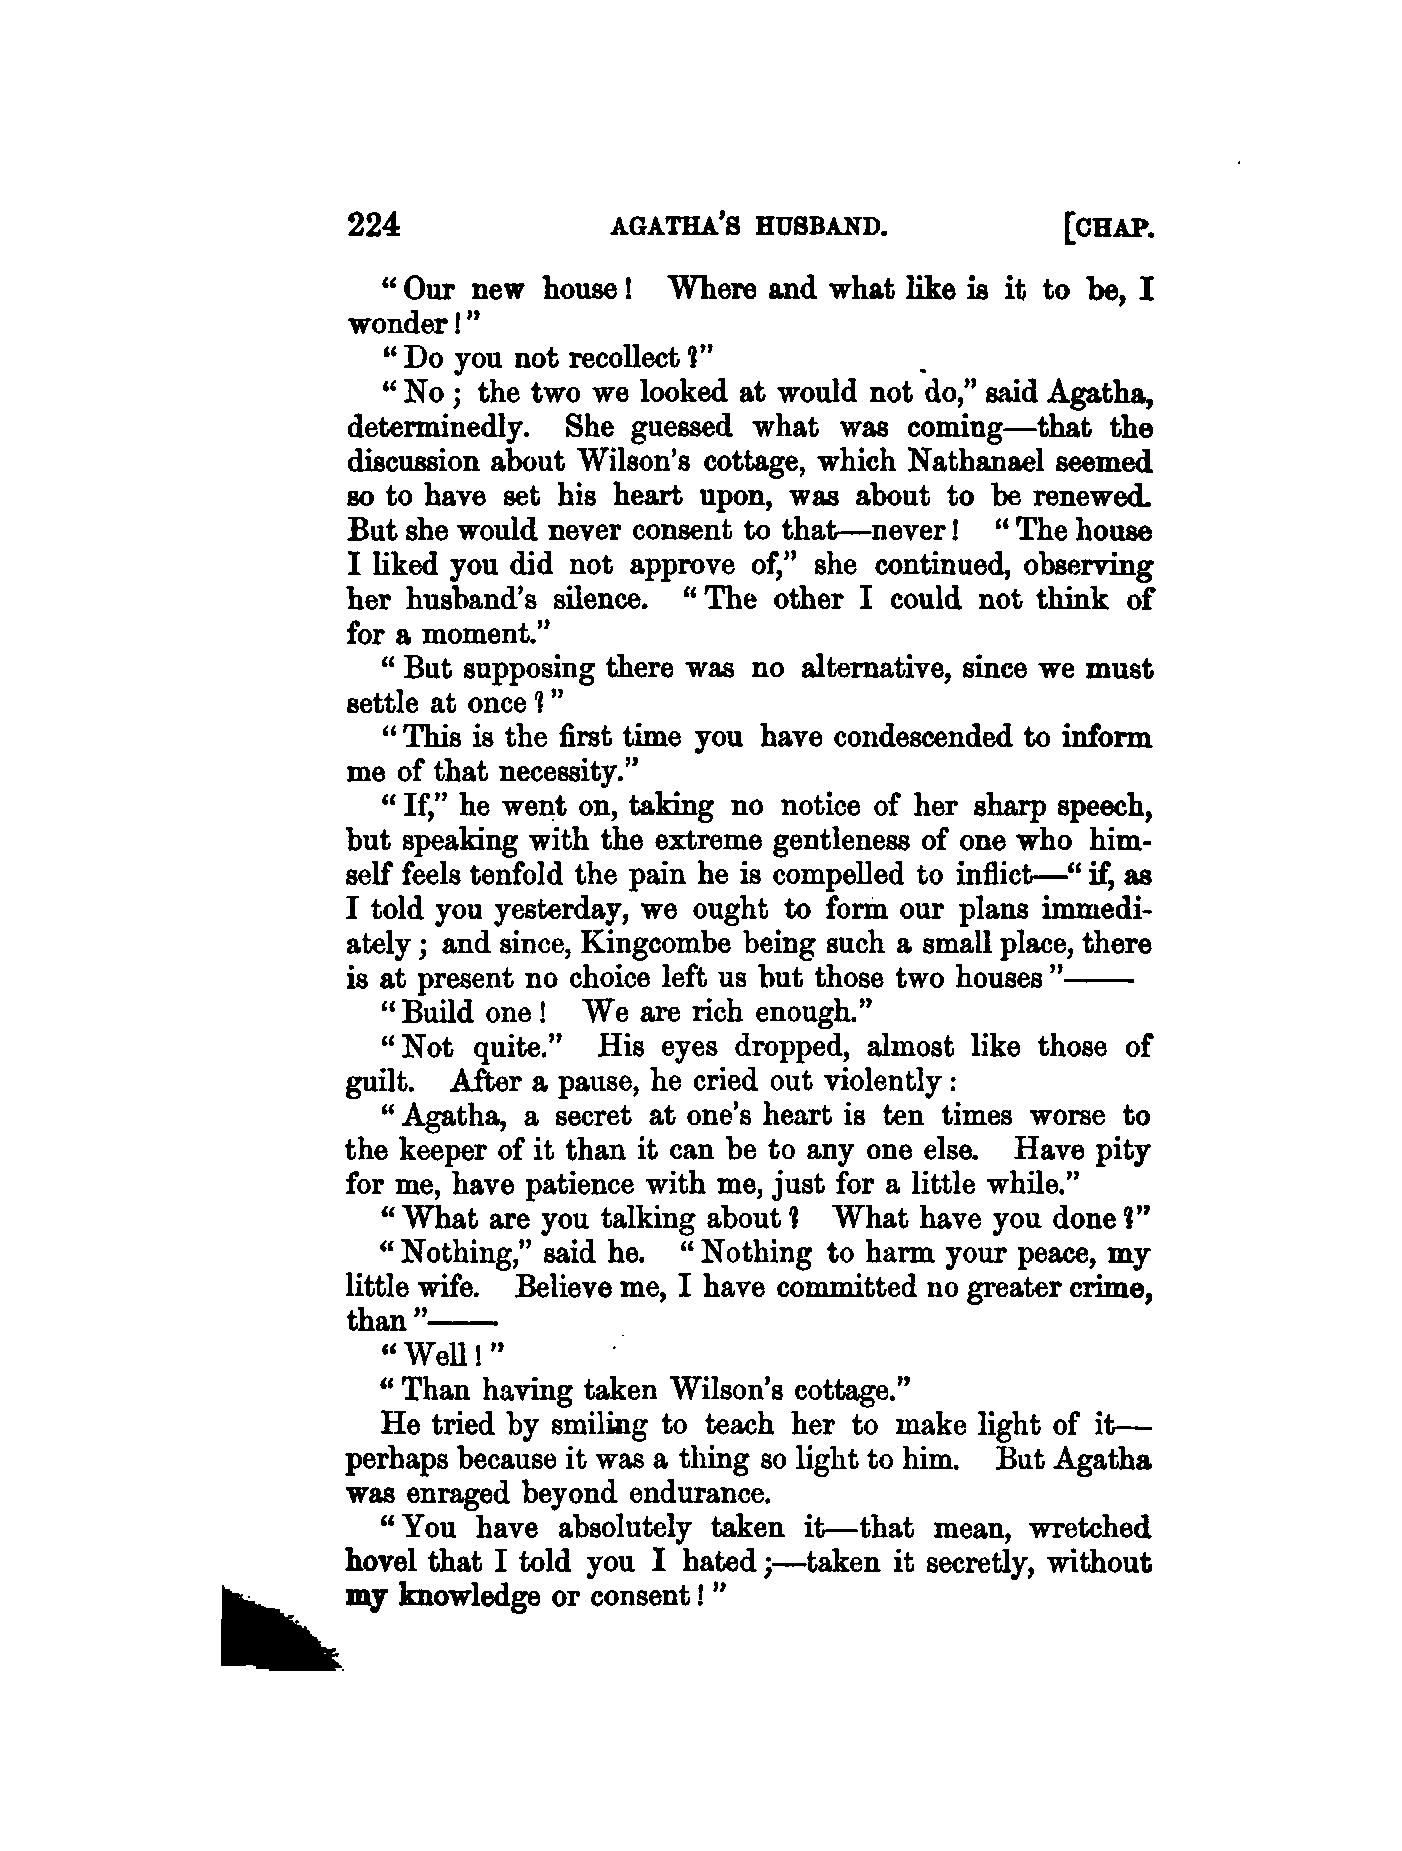 224 AGATHA'S HUSBAND. [CHAP.
"Our new house! Where and what like is it to be, I
wonder!"
"Do you not recollect?"
"No; the two we looked at would not do," said Agatha,
determinedly. She guessed what was coming—that the
discussion about Wilson's cottage, which Nathanael seemed
so to have set his heart upon, was about to be renewed.
But she would never consent to that—never! "The house
I liked you did not approve of," she continued, observing
her husband's silence. "The other I could not think of
for a moment."
"But supposing there was no alternative, since we must
settle at once?"
"This is the first time you have condescended to inform
me of that necessity."
"If," he went on, taking no notice of her sharp speech,
but speaking with the extreme gentleness of one who him-
self feels tenfold the pain he is compelled to inflict—"if, as
I told you yesterday, we ought to form our plans immedi-
ately; and since, Kingcombe being such a small place, there
is at present no choice left us but those two houses"——
"Build one! We are rich enough."
"Not quite." His eyes dropped, almost like those of
guilt. After a pause, he cried out violently:
"Agatha, a secret at one's heart is ten times worse to
the keeper of it than it can be to any one else. Have pity
for me, have patience with me, just for a little while."
"What are you talking about? What have you done?"
"Nothing," said he. "Nothing to harm your peace, my
little wife. Believe me, I have committed no greater crime,
than"——
"Well!"
"Than having taken Wilson's cottage."
He tried by smiling to teach her to make light of it—
perhaps because it was a thing so light to him. But Agatha
was enraged beyond endurance.
"You have absolutely taken it—that mean, wretched
hovel that I told you I hated;—taken it secretly, without
my knowledge or consent!"